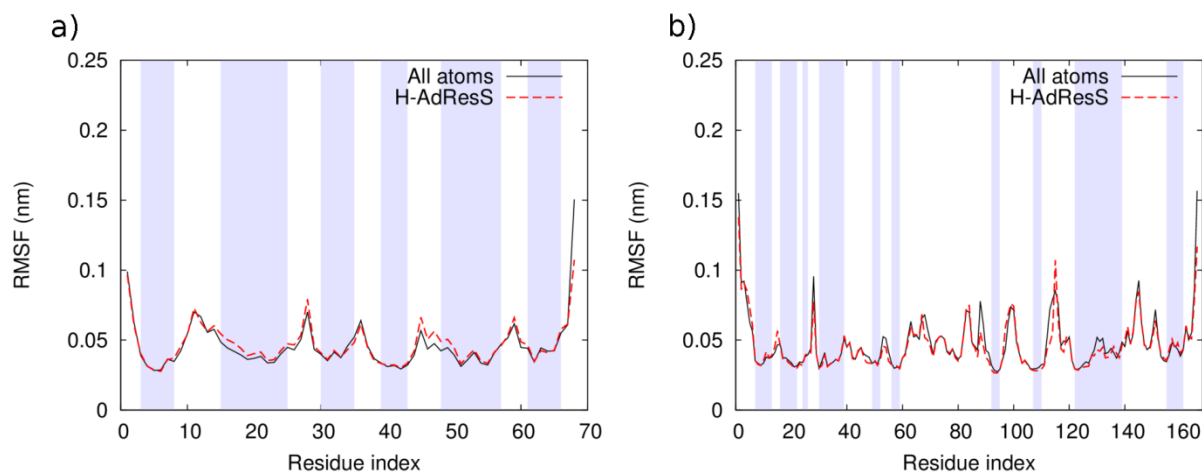 a)
0.25
0.2
0.15
0.1
0.05
0
RMSF (nm)
All atoms
H-AdResS
0 10 20 30 40 50 60 70
Residue index
b)
0.25
0.2
0.15
0.1
0.05
0
RMSF (nm)
All atoms
H-AdResS
0 20 40 60 80 100 120 140 160
Residue index